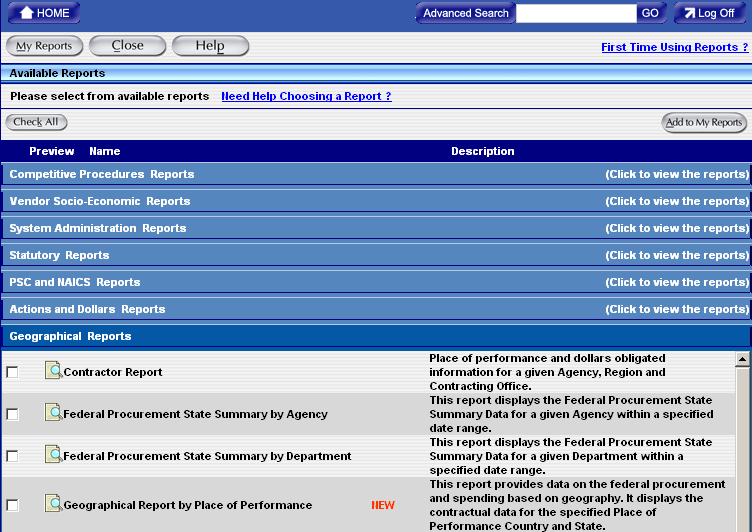 HOME Advanced Search GO Log Off
My Reports Close Help First Time Using Reports ?
Available Reports
Please select from available reports Need Help Choosing a Report ?
Check All Add to My Reports
Preview Name Description
Competitive Procedures Reports (Click to view the reports)
Vendor Socio-Economic Reports (Click to view the reports)
System Administration Reports (Click to view the reports)
Statutory Reports (Click to view the reports)
PSC and NAICS Reports (Click to view the reports)
Actions and Dollars Reports (Click to view the reports)
Geographical Reports
Contractor Report
Place of performance and dollars obligated
information for a given Agency, Region and
Contracting Office.
Federal Procurement State Summary by Agency
This report displays the Federal Procurement State
Summary Data for a given Agency within a specified
date range.
Federal Procurement State Summary by Department
This report displays the Federal Procurement State
Summary Data for a given Department within a
specified date range.
Geographical Report by Place of Performance NEW
This report provides data on the federal procurement
and spending based on geography. It displays the
contractual data for the specified Place of
Performance Country and State.